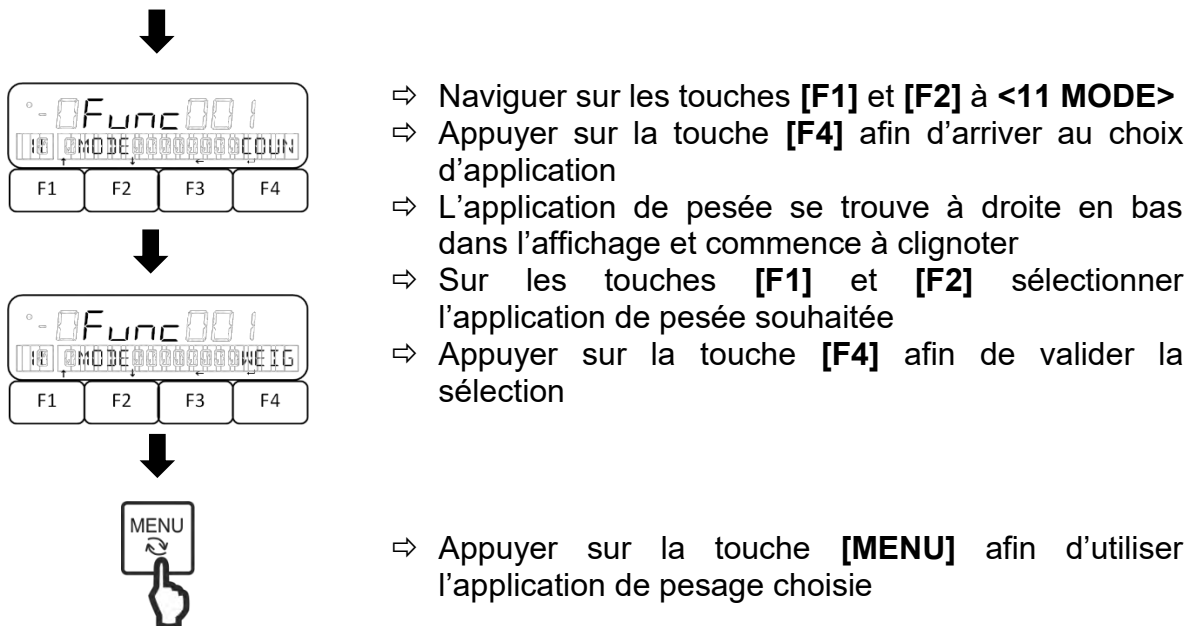 Func
11 MODE COUN
F1 F2 F3 F4
⇨ Naviguer sur les touches [F1] et [F2] à <11 MODE>
⇨ Appuyer sur la touche [F4] afin d’arriver au choix
d’application
⇨ L’application de pesée se trouve à droite en bas
dans l’affichage et commence à clignoter
⇨ Sur les touches [F1] et [F2] sélectionner
l’application de pesée souhaitée
⇨ Appuyer sur la touche [F4] afin de valider la
sélection
Func
11 MODE WEIG
F1 F2 F3 F4
MENU
⇨ Appuyer sur la touche [MENU] afin d’utiliser
l’application de pesage choisie